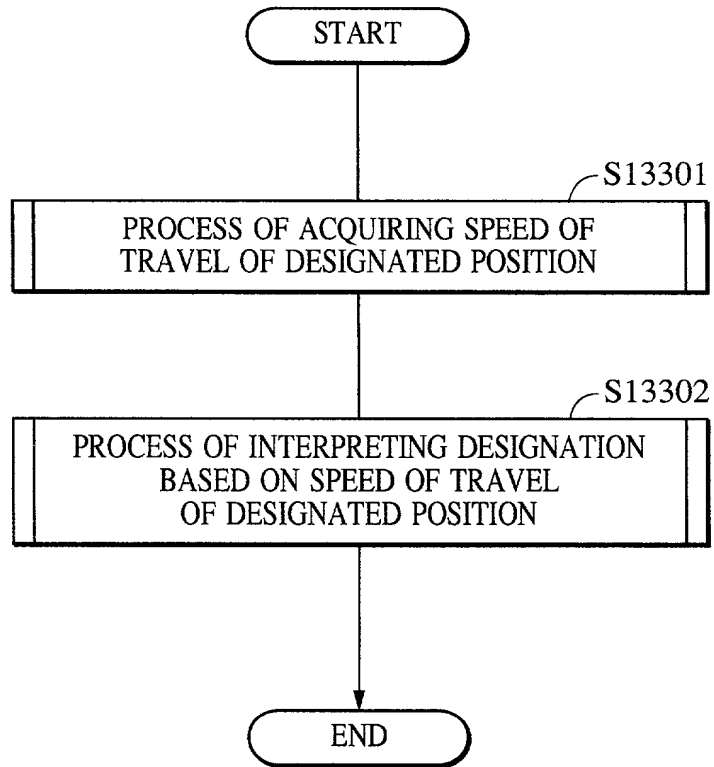 START
S13301
PROCESS OF ACQUIRING SPEED OF
TRAVEL OF DESIGNATED POSITION
S13302
PROCESS OF INTERPRETING DESIGNATION
BASED ON SPEED OF TRAVEL
OF DESIGNATED POSITION
END